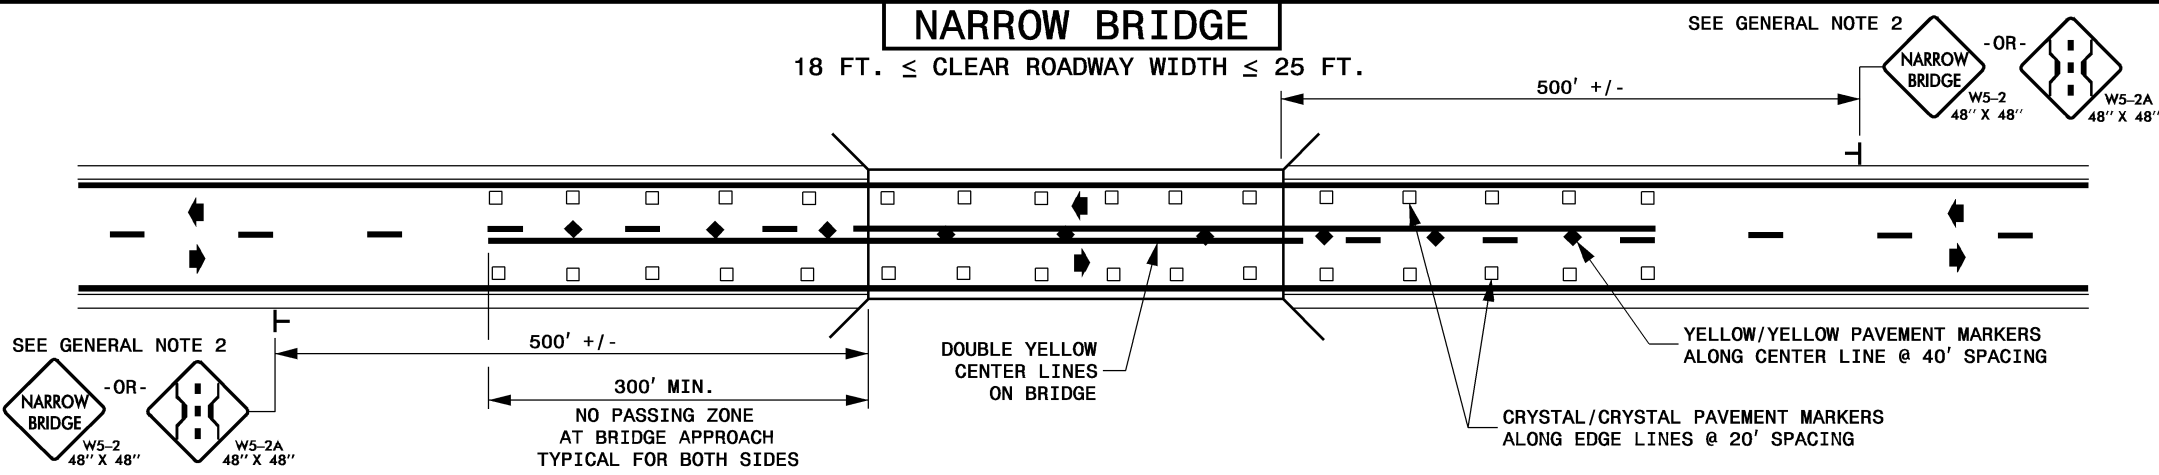 NARROW BRIDGE
18 FT. ≤ CLEAR ROADWAY WIDTH ≤ 25 FT.
SEE GENERAL NOTE 2
NARROW
BRIDGE
W5-2
48" X 48"
-OR-
W5-2A
48" X 48"
500' +/-
SEE GENERAL NOTE 2
NARROW
BRIDGE
W5-2
48" X 48"
-OR-
W5-2A
48" X 48"
500' +/-
300' MIN.
NO PASSING ZONE
AT BRIDGE APPROACH
TYPICAL FOR BOTH SIDES
DOUBLE YELLOW
CENTER LINES
ON BRIDGE
YELLOW/YELLOW PAVEMENT MARKERS
ALONG CENTER LINE @ 40' SPACING
CRYSTAL/CRYSTAL PAVEMENT MARKERS
ALONG EDGE LINES @ 20' SPACING